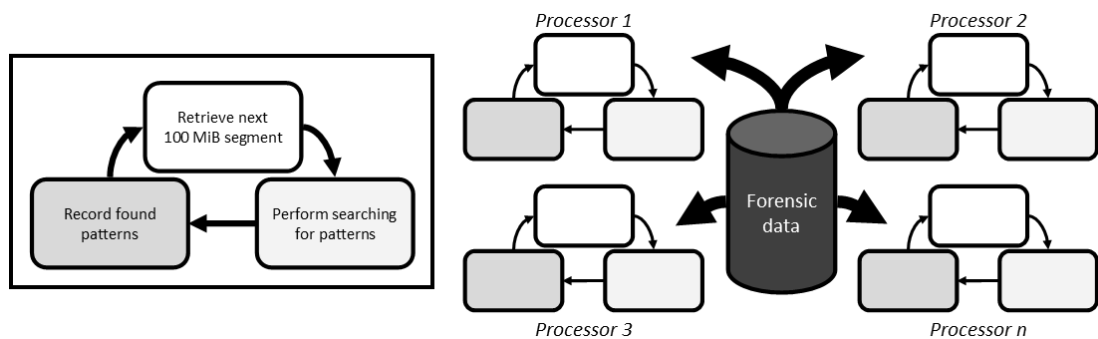 Retrieve next
100 MiB segment
Record found
patterns
Perform searching
for patterns
Processor 1
Processor 2
Forensic
data
Processor 3
Processor n